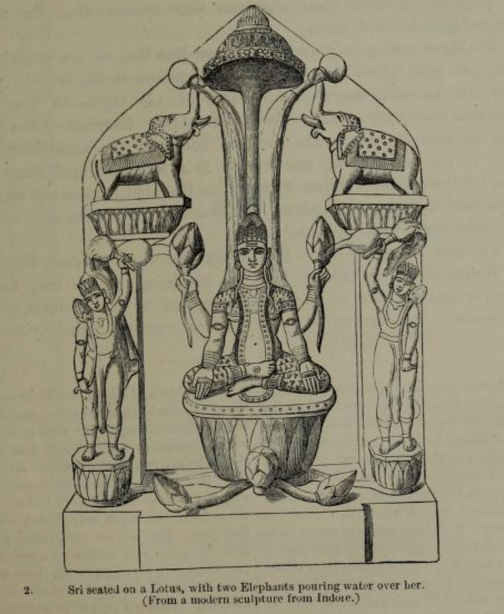 2. Sri seated on a Lotus, with two Elephants pouring water over her.
(From a modern sculpture from Indore.)